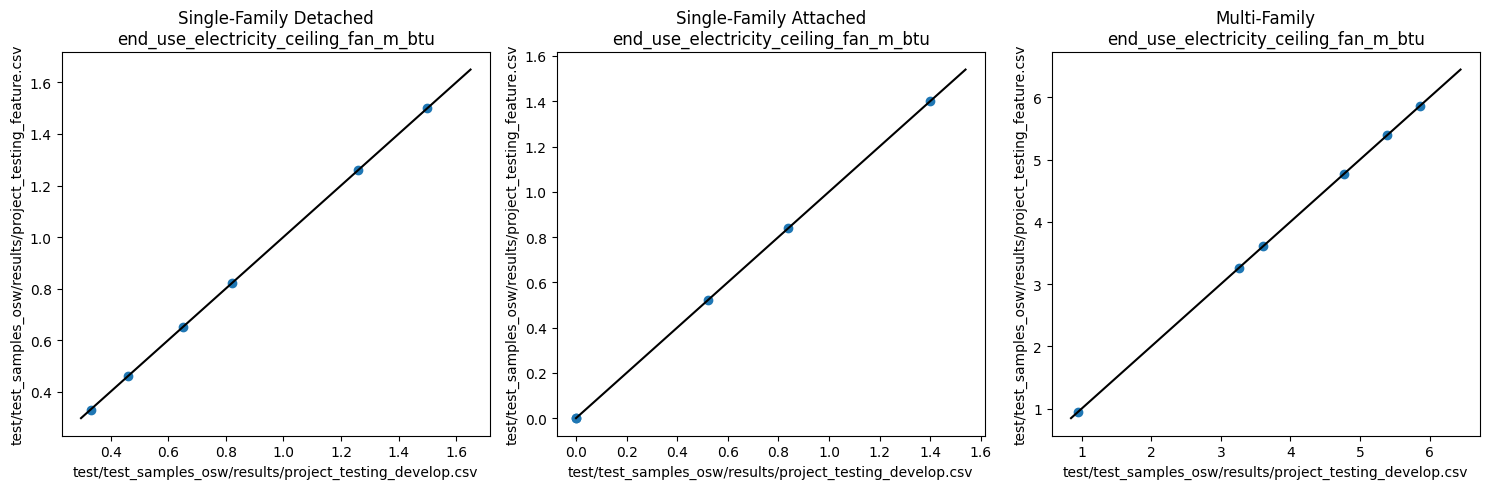 Single-Family Detached
end_use_electricity_ceiling_fan_m_btu
test/test_samples_osw/results/project_testing_feature.csv
1.6
1.4
1.2
1.0
0.8
0.6
0.4
0.4 0.6 0.8 1.0 1.2 1.4 1.6
test/test_samples_osw/results/project_testing_develop.csv
Single-Family Attached
end_use_electricity_ceiling_fan_m_btu
test/test_samples_osw/results/project_testing_feature.csv
1.6
1.4
1.2
1.0
0.8
0.6
0.4
0.2
0.0
0.0 0.2 0.4 0.6 0.8 1.0 1.2 1.4 1.6
test/test_samples_osw/results/project_testing_develop.csv
Multi-Family
end_use_electricity_ceiling_fan_m_btu
test/test_samples_osw/results/project_testing_feature.csv
6
5
4
3
2
1
1 2 3 4 5 6
test/test_samples_osw/results/project_testing_develop.csv